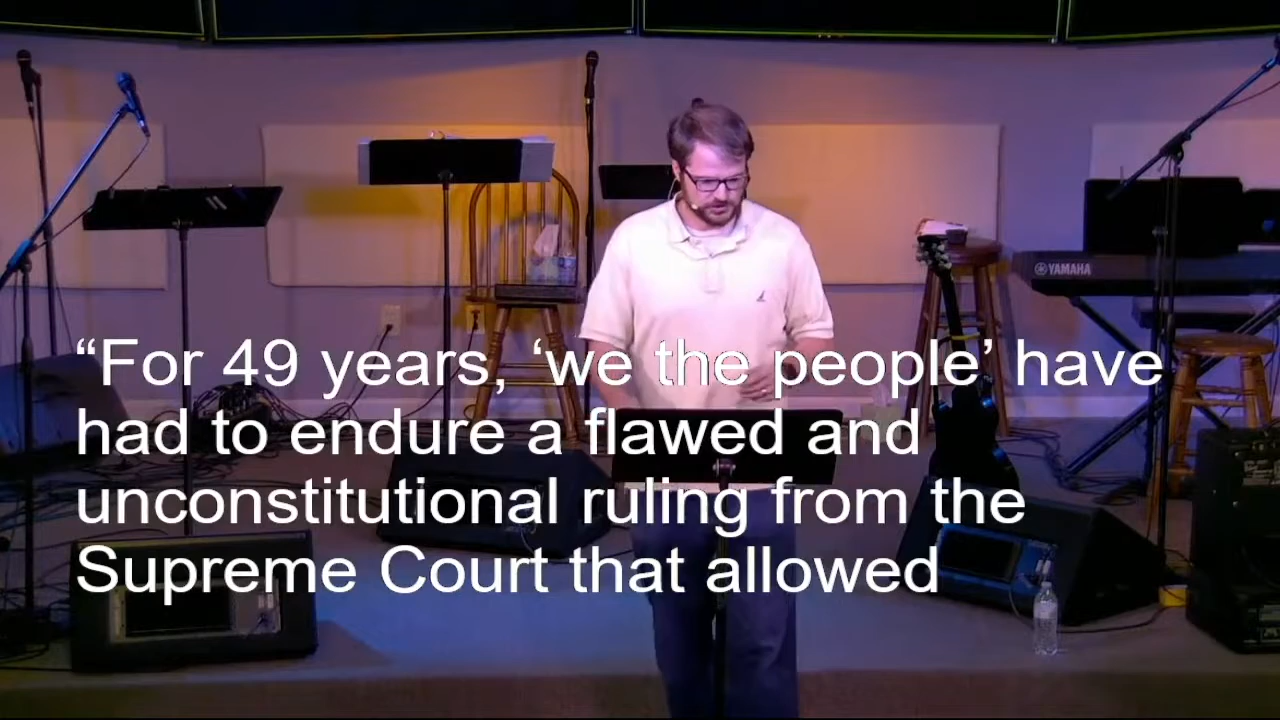 YAMAHA
“For 49 years, ‘we the people’ have
had to endure a flawed and
unconstitutional ruling from the
Supreme Court that allowed